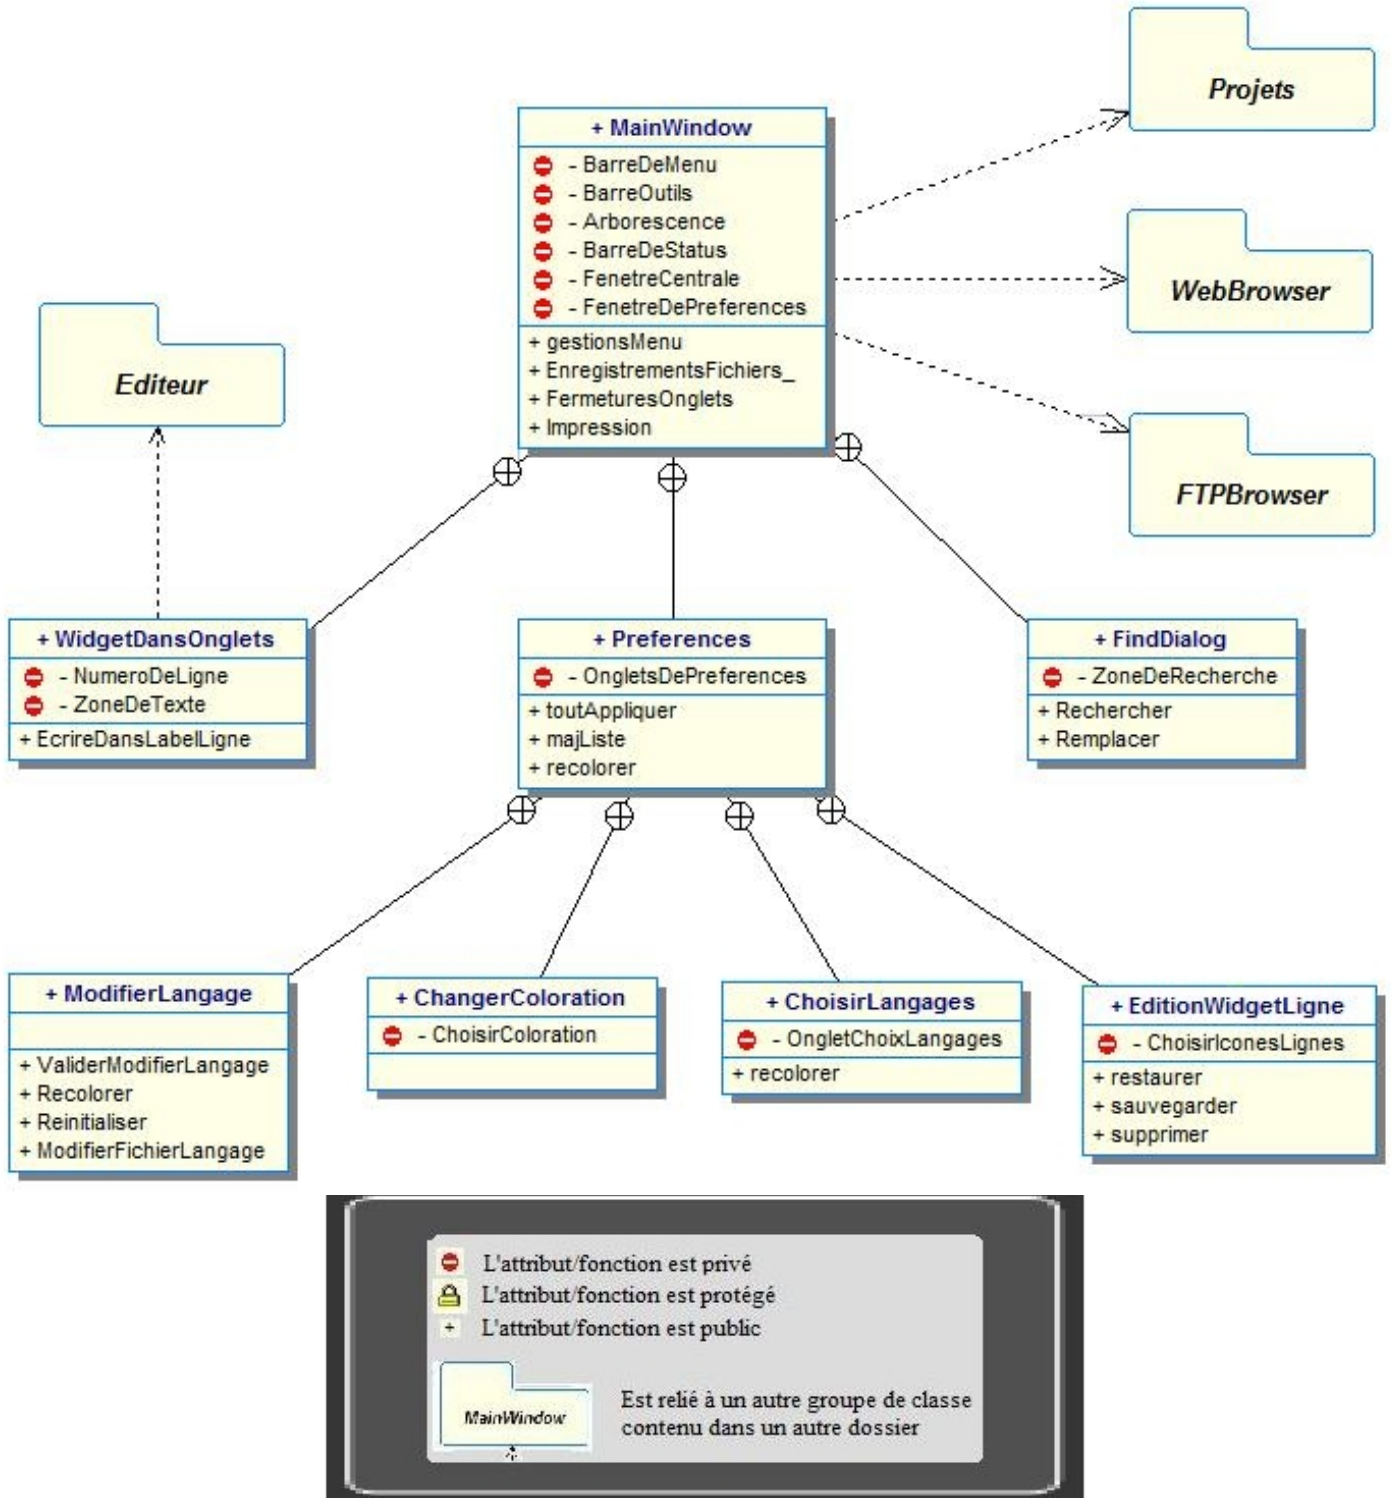 Projets
+ MainWindow
- BarreDeMenu
- BarreOutils
- Arborescence
- BarreDeStatus
- FenetreCentrale
- FenetreDePreferences
+ gestionsMenu
+ EnregistrementsFichiers_
+ FermeturesOnglets
+ Impression
WebBrowser
Editeur
FTPBrowser
+ WidgetDansOnglets
- NumeroDeLigne
- ZoneDeTexte
+ EcrireDansLabelLigne
+ Preferences
- OngletsDePreferences
+ toutAppliquer
+ majListe
+ recolorer
+ FindDialog
- ZoneDeRecherche
+ Rechercher
+ Remplacer
+ ModifierLangage
+ ValiderModifierLangage
+ Recolorer
+ Reinitialiser
+ ModifierFichierLangage
+ ChangerColoration
- ChoisirColoration
+ ChoisirLangages
- OngletChoixLangages
+ recolorer
+ EditionWidgetLigne
- ChoisirIconesLignes
+ restaurer
+ sauvegarder
+ supprimer
L'attribut/fonction est privé
L'attribut/fonction est protégé
+ L'attribut/fonction est public
MainWindow
Est relié à un autre groupe de classe
contenu dans un autre dossier